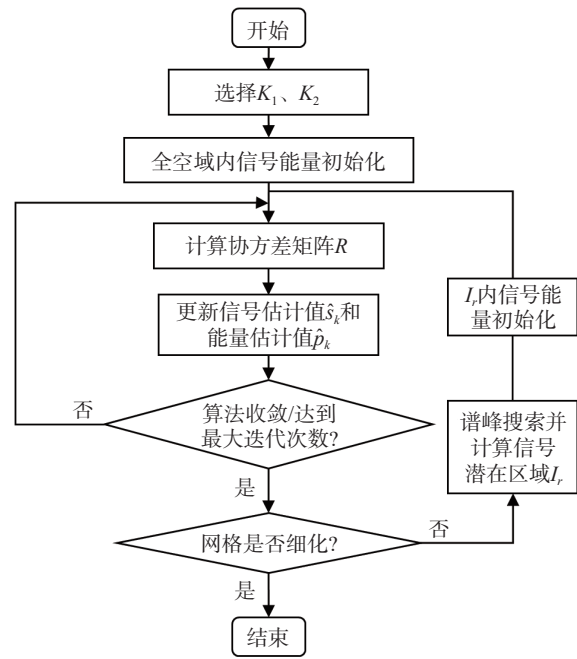 开始
选择K₁、K₂
全空域内信号能量初始化
计算协方差矩阵R
更新信号估计值ŝₖ和
能量估计值p̂ₖ
算法收敛/达到
最大迭代次数?
否
是
网格是否细化?
否
是
结束
谱峰搜索并
计算信号
潜在区域Iᵣ
Iᵣ内信号能
量初始化